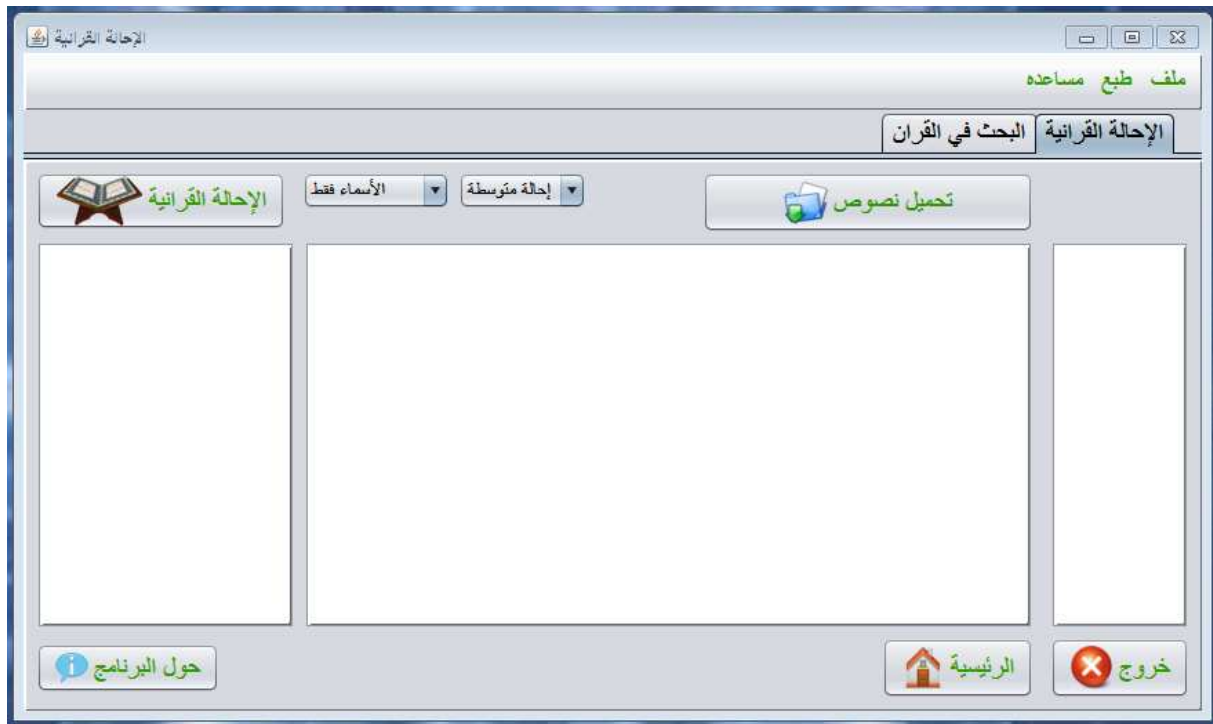 الإحالة القرانية
ملف طبع مساعده
الإحالة القرانية البحث في القران
تحميل نصوص إحالة متوسطة الأسماء فقط الإحالة القرانية
خروج الرئيسية حول البرنامج